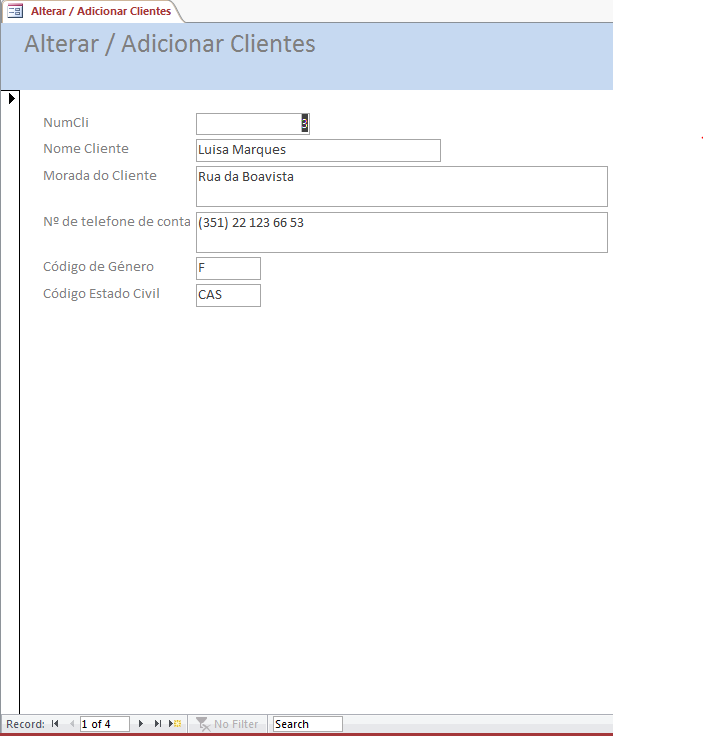 Alterar / Adicionar Clientes
Alterar / Adicionar Clientes
NumCli
Nome Cliente Luisa Marques
Morada do Cliente Rua da Boavista
Nº de telefone de conta (351) 22 123 66 53
Código de Género F
Código Estado Civil CAS
Record: 1 of 4 No Filter Search